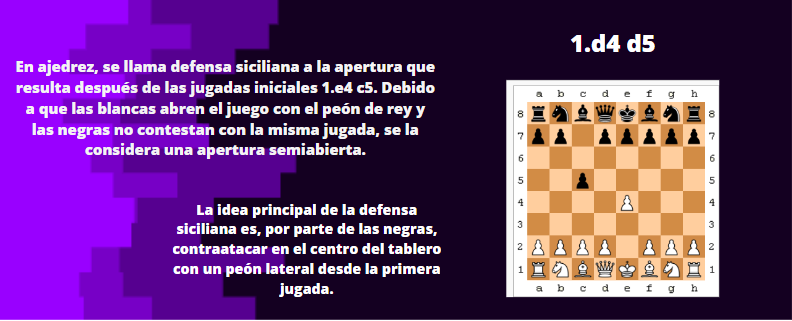 En ajedrez, se llama defensa siciliana a la apertura que
resulta después de las jugadas iniciales 1.e4 c5. Debido
a que las blancas abren el juego con el peón de rey y
las negras no contestan con la misma jugada, se la
considera una apertura semiabierta.
La idea principal de la defensa
siciliana es, por parte de las negras,
contraatacar en el centro del tablero
con un peón lateral desde la primera
jugada.
1.d4 d5
a b c d e f g h
8 8
7 7
6 6
5 5
4 4
3 3
2 2
1 1
a b c d e f g h